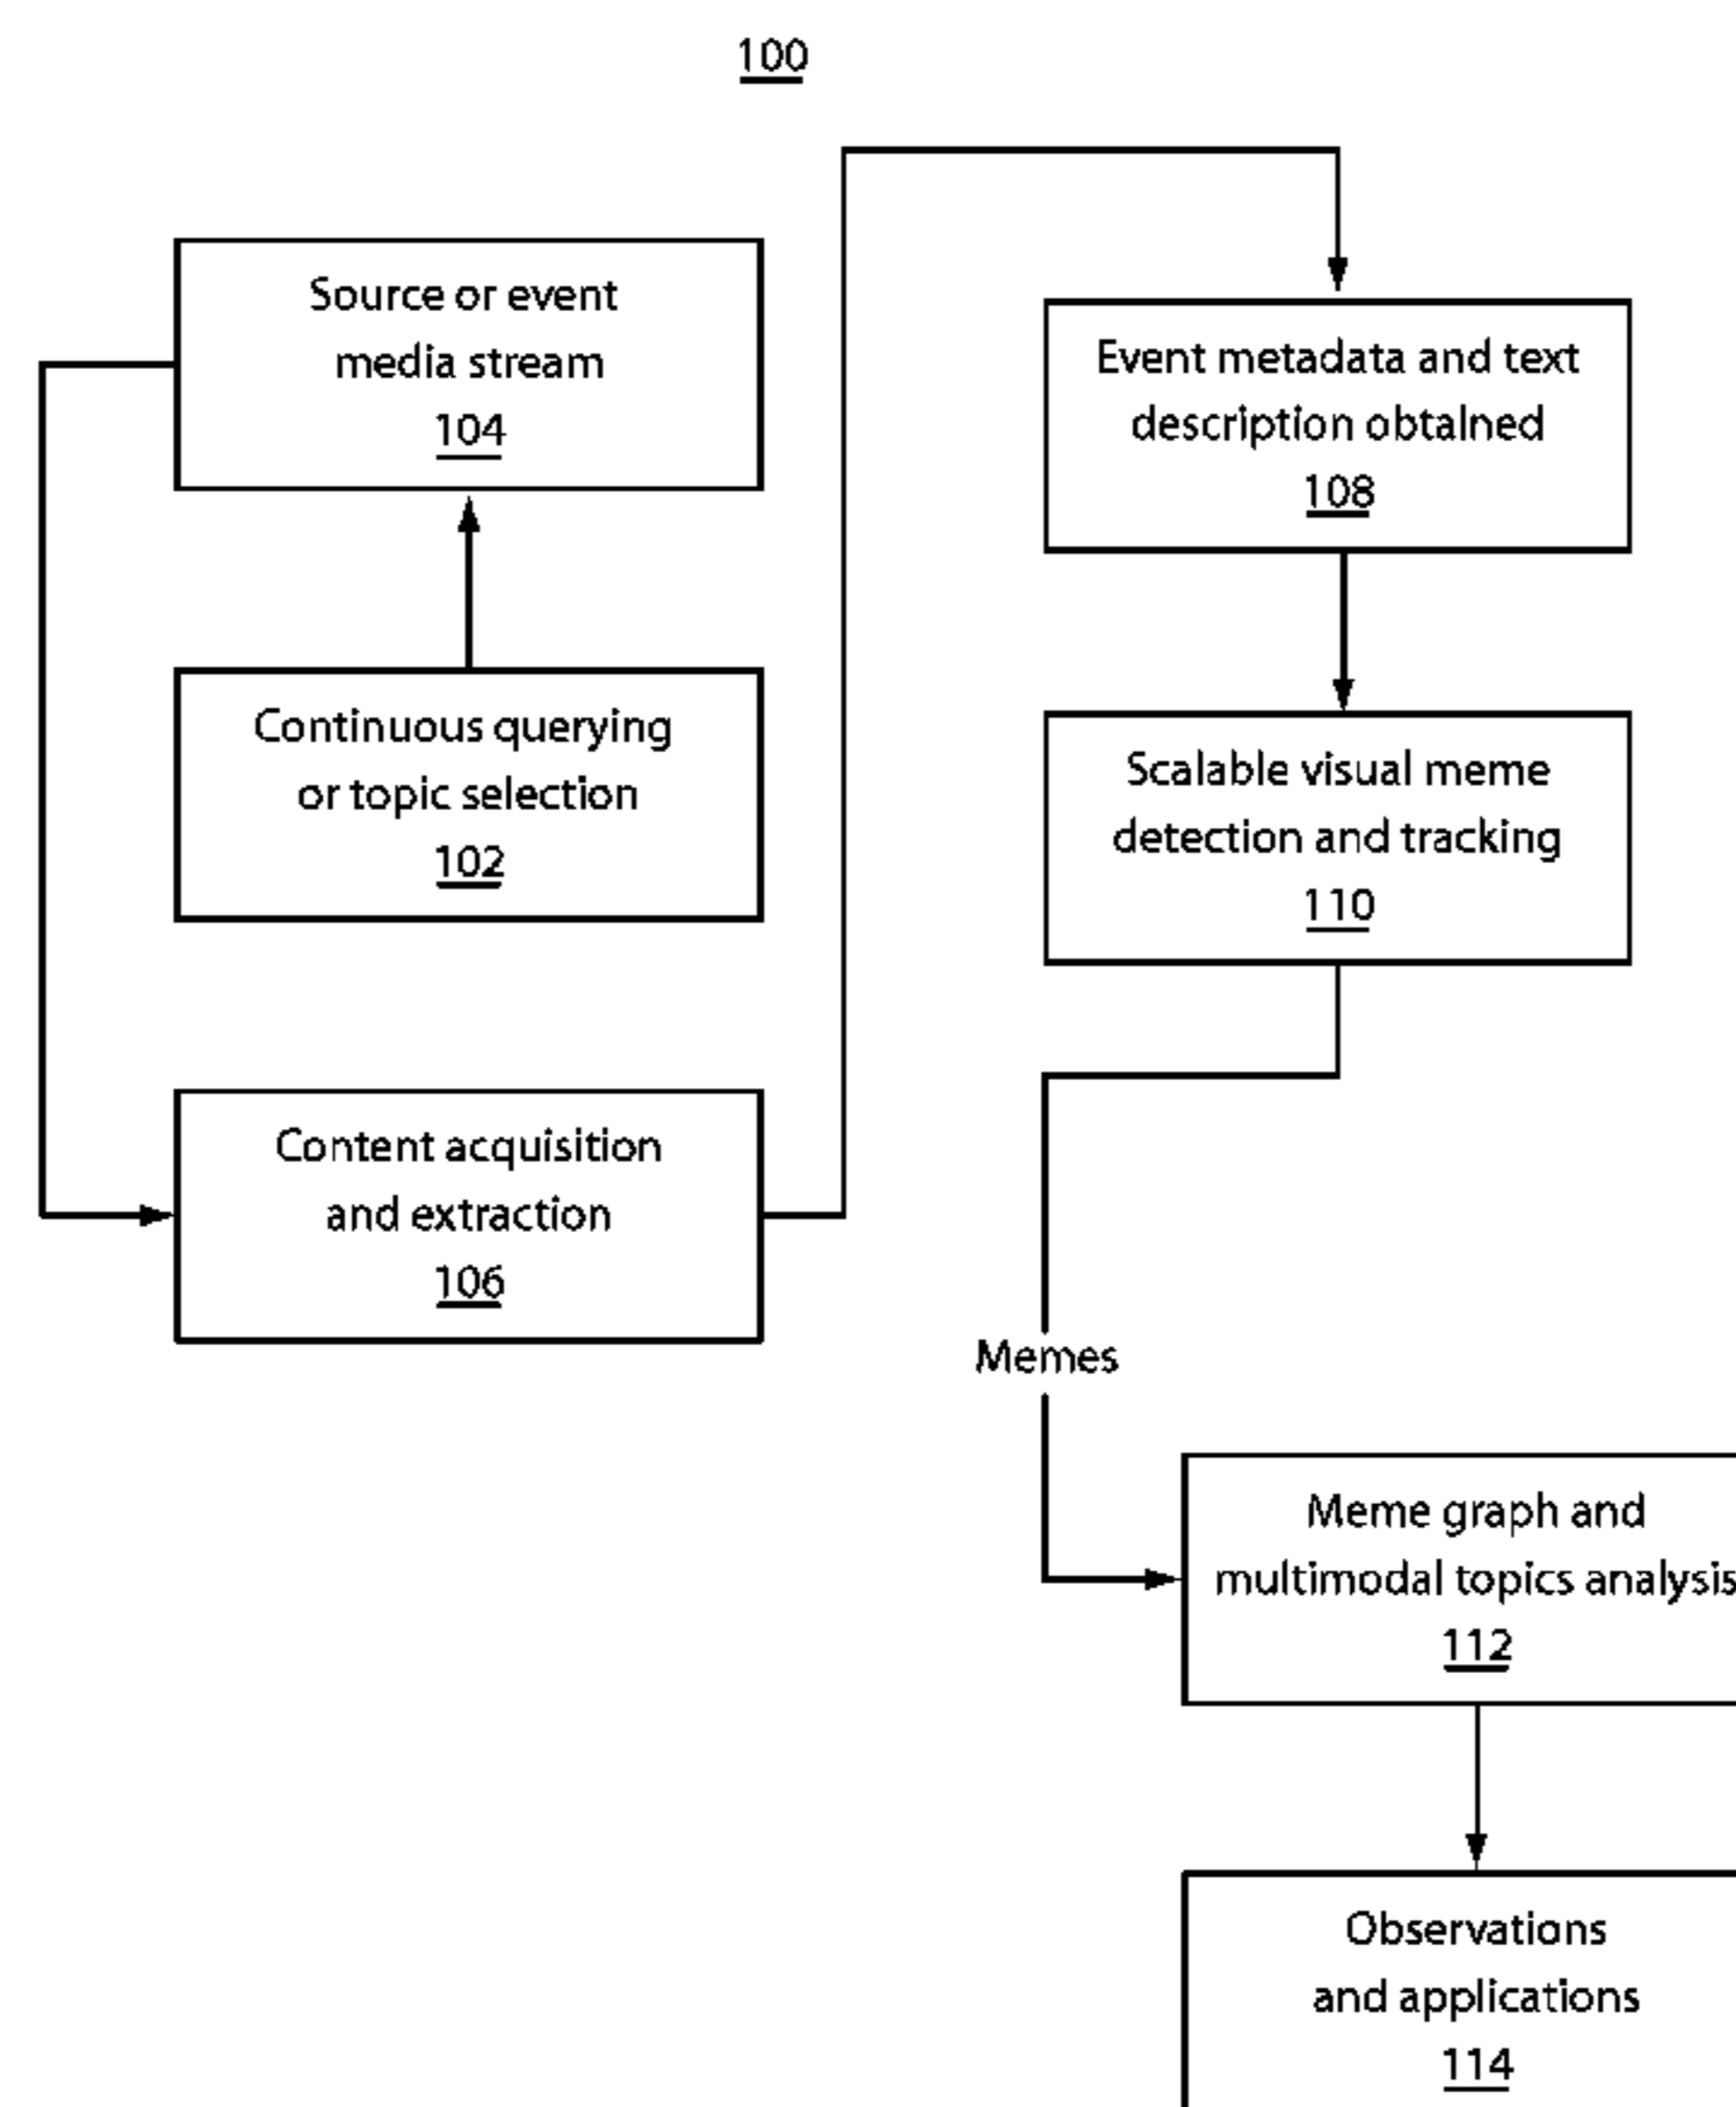 100
Source or event
media stream
104
Continuous querying
or topic selection
102
Content acquisition
and extraction
106
Event metadata and text
description obtalned
108
Scalable visual meme
detection and tracking
110
Memes
Meme graph and
multimodal topics analysis
112
Observations
and applications
114